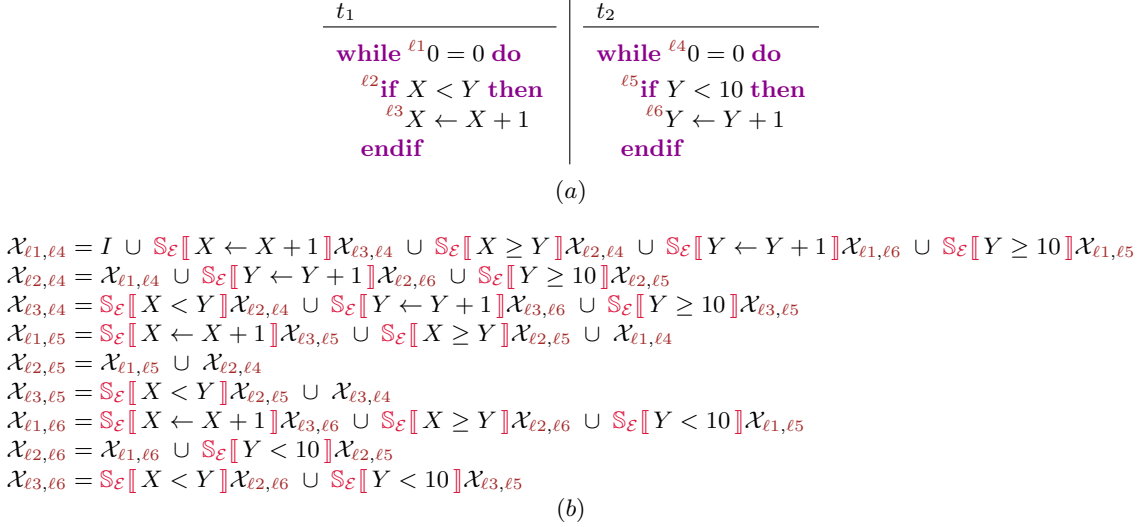 t₁ t₂
while ℓ1 0 = 0 do while ℓ4 0 = 0 do
ℓ2 if X < Y then ℓ5 if Y < 10 then
ℓ3 X ← X + 1 ℓ6 Y ← Y + 1
endif endif
(a)
𝒳ℓ1,ℓ4 = I ∪ 𝕊ℰ⟦ X ← X + 1 ⟧𝒳ℓ3,ℓ4 ∪ 𝕊ℰ⟦ X ≥ Y ⟧𝒳ℓ2,ℓ4 ∪ 𝕊ℰ⟦ Y ← Y + 1 ⟧𝒳ℓ1,ℓ6 ∪ 𝕊ℰ⟦ Y ≥ 10 ⟧𝒳ℓ1,ℓ5
𝒳ℓ2,ℓ4 = 𝒳ℓ1,ℓ4 ∪ 𝕊ℰ⟦ Y ← Y + 1 ⟧𝒳ℓ2,ℓ6 ∪ 𝕊ℰ⟦ Y ≥ 10 ⟧𝒳ℓ2,ℓ5
𝒳ℓ3,ℓ4 = 𝕊ℰ⟦ X < Y ⟧𝒳ℓ2,ℓ4 ∪ 𝕊ℰ⟦ Y ← Y + 1 ⟧𝒳ℓ3,ℓ6 ∪ 𝕊ℰ⟦ Y ≥ 10 ⟧𝒳ℓ3,ℓ5
𝒳ℓ1,ℓ5 = 𝕊ℰ⟦ X ← X + 1 ⟧𝒳ℓ3,ℓ5 ∪ 𝕊ℰ⟦ X ≥ Y ⟧𝒳ℓ2,ℓ5 ∪ 𝒳ℓ1,ℓ4
𝒳ℓ2,ℓ5 = 𝒳ℓ1,ℓ5 ∪ 𝒳ℓ2,ℓ4
𝒳ℓ3,ℓ5 = 𝕊ℰ⟦ X < Y ⟧𝒳ℓ2,ℓ5 ∪ 𝒳ℓ3,ℓ4
𝒳ℓ1,ℓ6 = 𝕊ℰ⟦ X ← X + 1 ⟧𝒳ℓ3,ℓ6 ∪ 𝕊ℰ⟦ X ≥ Y ⟧𝒳ℓ2,ℓ6 ∪ 𝕊ℰ⟦ Y < 10 ⟧𝒳ℓ1,ℓ5
𝒳ℓ2,ℓ6 = 𝒳ℓ1,ℓ6 ∪ 𝕊ℰ⟦ Y < 10 ⟧𝒳ℓ2,ℓ5
𝒳ℓ3,ℓ6 = 𝕊ℰ⟦ X < Y ⟧𝒳ℓ2,ℓ6 ∪ 𝕊ℰ⟦ Y < 10 ⟧𝒳ℓ3,ℓ5
(b)